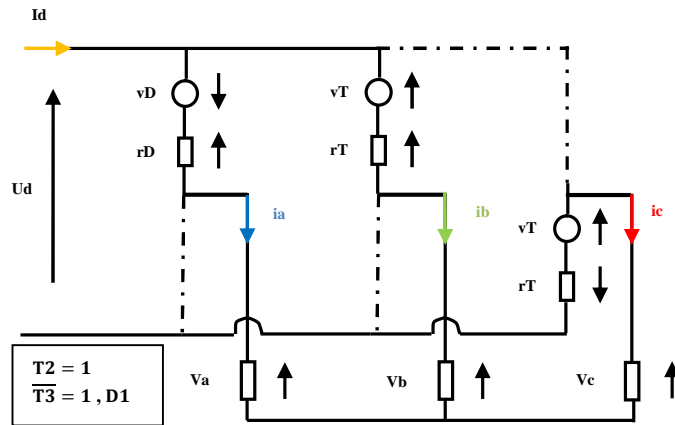 Id
vD
vT
rD
rT
Ud
ia
ib
ic
vT
rT
T2 = 1
T3̅ = 1 , D1
Va
Vb
Vc